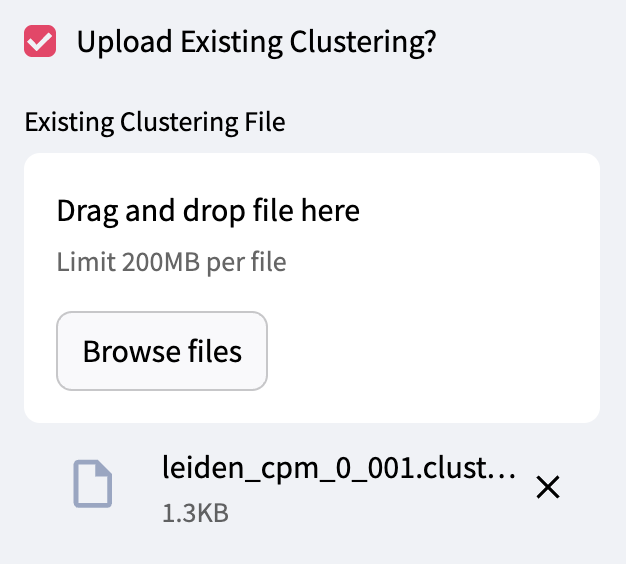 Upload Existing Clustering?
Existing Clustering File
Drag and drop file here
Limit 200MB per file
Browse files
leiden_cpm_0_001.clust...
1.3KB